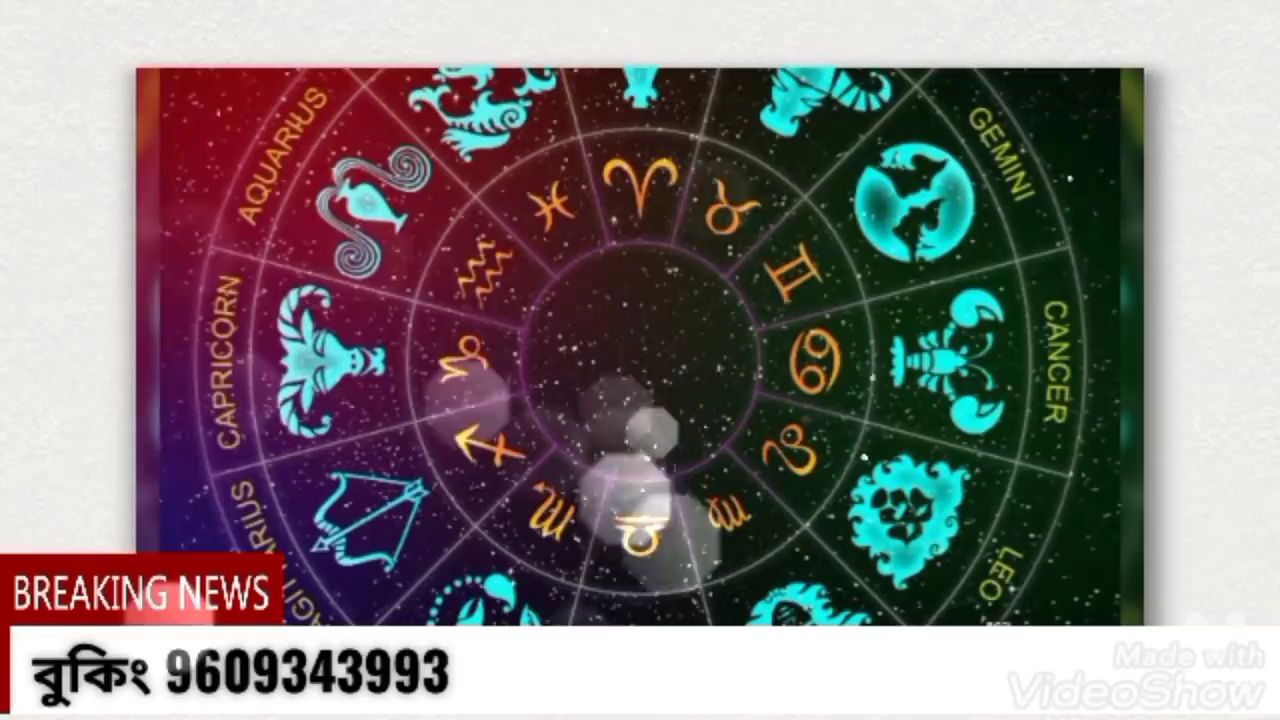 AQUARIUS
GEMINI
CAPRICORN
CANCER
LEO
BREAKING NEWS
বুকিং 9609343993
Made with
VideoShow